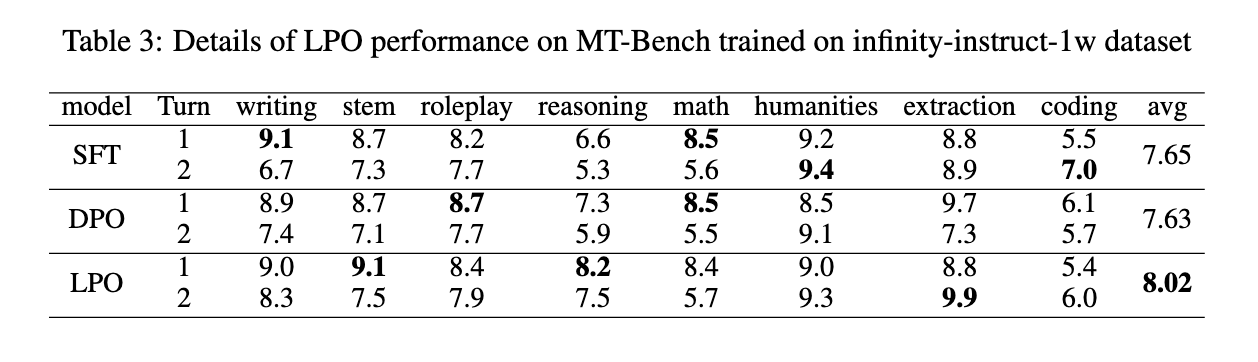 Table 3: Details of LPO performance on MT-Bench trained on infinity-instruct-1w dataset
model Turn writing stem roleplay reasoning math humanities extraction coding avg
SFT 1 9.1 8.7 8.2 6.6 8.5 9.2 8.8 5.5 7.65
2 6.7 7.3 7.7 5.3 5.6 9.4 8.9 7.0
DPO 1 8.9 8.7 8.7 7.3 8.5 8.5 9.7 6.1 7.63
2 7.4 7.1 7.7 5.9 5.5 9.1 7.3 5.7
LPO 1 9.0 9.1 8.4 8.2 8.4 9.0 8.8 5.4 8.02
2 8.3 7.5 7.9 7.5 5.7 9.3 9.9 6.0